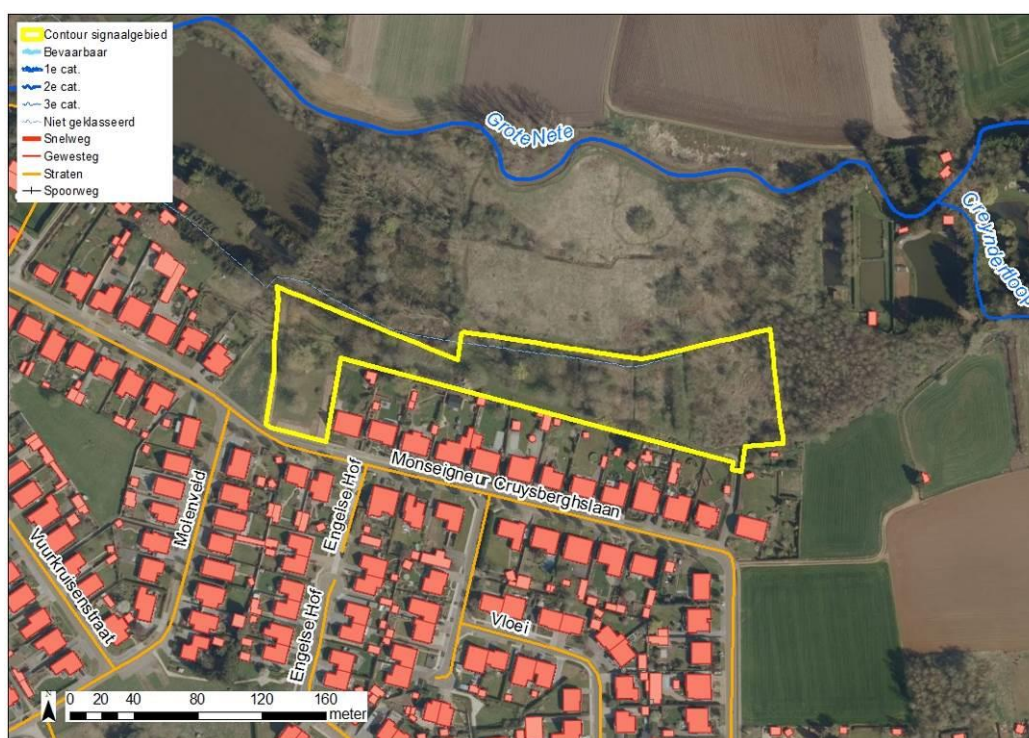 Contour signaalgebied
Bevaarbaar
1e cat.
2e cat.
3e cat.
Niet geklasseerd
Snelweg
Gewesteg
Straten
Spoorweg
Grote Nete
Creynderloop
Monseigneur Cruysberghslaan
Molenveld
Engelse Hof
Vuurkruisenstraat
Engelse Hof
Vloei
N
0 20 40 80 120 160
meter